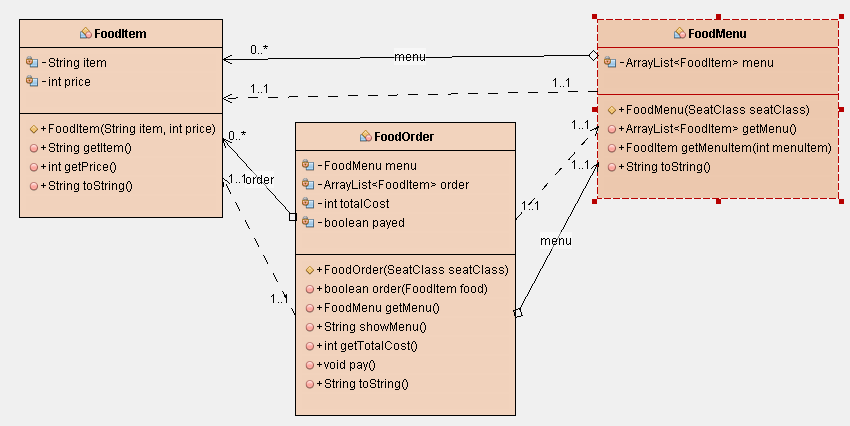 FoodItem
- String item
- int price
+ FoodItem(String item, int price)
+ String getItem()
+ int getPrice()
+ String toString()
FoodMenu
- ArrayList<FoodItem> menu
+ FoodMenu(SeatClass seatClass)
+ ArrayList<FoodItem> getMenu()
+ FoodItem getMenuItem(int menuItem)
+ String toString()
0..*
menu
1..1
1..1
FoodOrder
- FoodMenu menu
- ArrayList<FoodItem> order
- int totalCost
- boolean payed
+ FoodOrder(SeatClass seatClass)
+ boolean order(FoodItem food)
+ FoodMenu getMenu()
+ String showMenu()
+ int getTotalCost()
+ void pay()
+ String toString()
0..*
1..1
order
1..1
1..1
1..1
1..1
menu